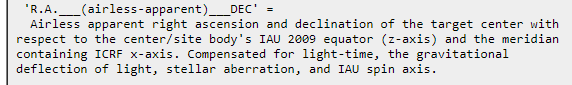 'R.A.___(airless-apparent)___DEC' =
Airless apparent right ascension and declination of the target center with
respect to the center/site body's IAU 2009 equator (z-axis) and the meridian
containing ICRF x-axis. Compensated for light-time, the gravitational
deflection of light, stellar aberration, and IAU spin axis.